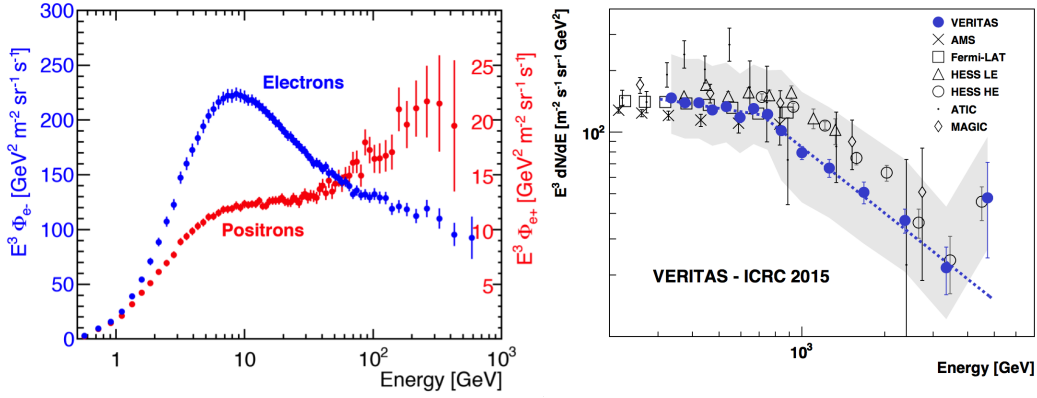 E³ Φe- [GeV² m⁻² sr⁻¹ s⁻¹]
300
250
200
150
100
50
0
Electrons
Positrons
25
20
15
10
5
E³ Φe+ [GeV² m⁻² sr⁻¹ s⁻¹]
1
10
10²
10³
Energy [GeV]
E³ dN/dE [m⁻² s⁻¹ sr⁻¹ GeV²]
10²
VERITAS
AMS
Fermi-LAT
HESS LE
HESS HE
ATIC
MAGIC
VERITAS - ICRC 2015
10³
Energy [GeV]